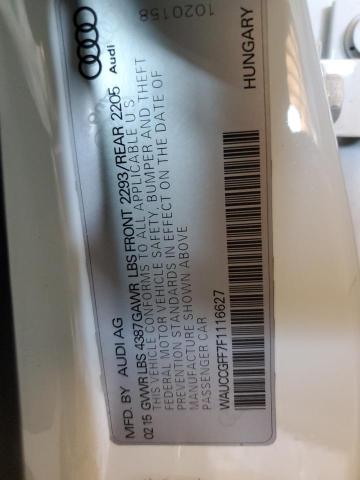 MFD. BY AUDI AG
02 15 GVWR LBS 4387 GAWR LBS FRONT 2293/REAR 2205 Audi
THIS VEHICLE CONFORMS TO ALL APPLICABLE U'S
FEDERAL MOTOR VEHICLE SAFETY, BUMPER AND THEFT
PREVENTION STANDARDS IN EFFECT ON THE DATE OF
MANUFACTURE SHOWN ABOVE
PASSENGER CAR
1020158
WAUCCGFF7F1116627
HUNGARY